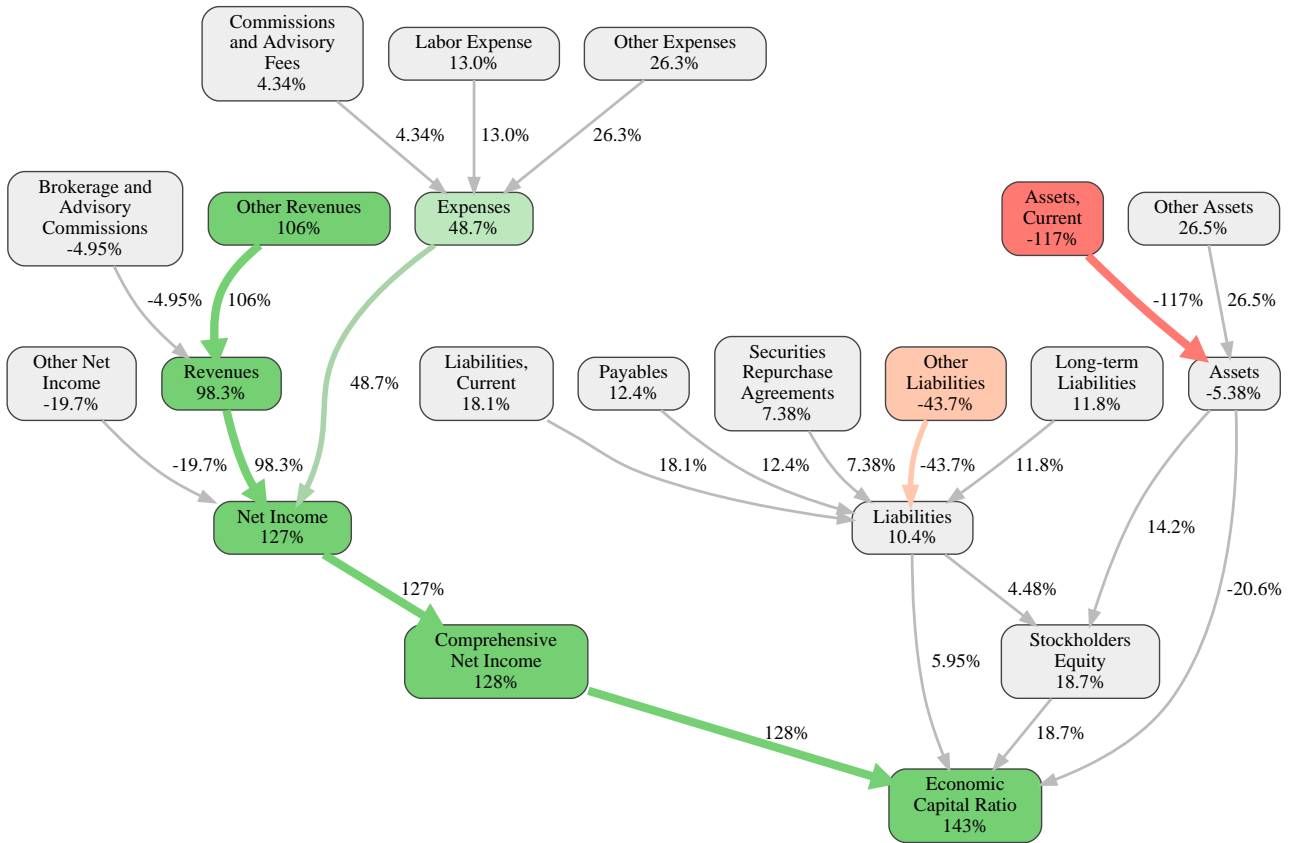 Commissions
and Advisory
Fees
4.34%
Labor Expense
13.0%
Other Expenses
26.3%
4.34%
13.0%
26.3%
Brokerage and
Advisory
Commissions
-4.95%
Other Revenues
106%
Expenses
48.7%
Assets,
Current
-117%
Other Assets
26.5%
-4.95%
106%
-117%
26.5%
Other Net
Income
-19.7%
Revenues
98.3%
48.7%
Liabilities,
Current
18.1%
Payables
12.4%
Securities
Repurchase
Agreements
7.38%
Other
Liabilities
-43.7%
Long-term
Liabilities
11.8%
Assets
-5.38%
-19.7%
98.3%
18.1%
12.4%
7.38%
-43.7%
11.8%
Net Income
127%
Liabilities
10.4%
14.2%
-20.6%
127%
4.48%
Comprehensive
Net Income
128%
5.95%
Stockholders
Equity
18.7%
128%
18.7%
Economic
Capital Ratio
143%